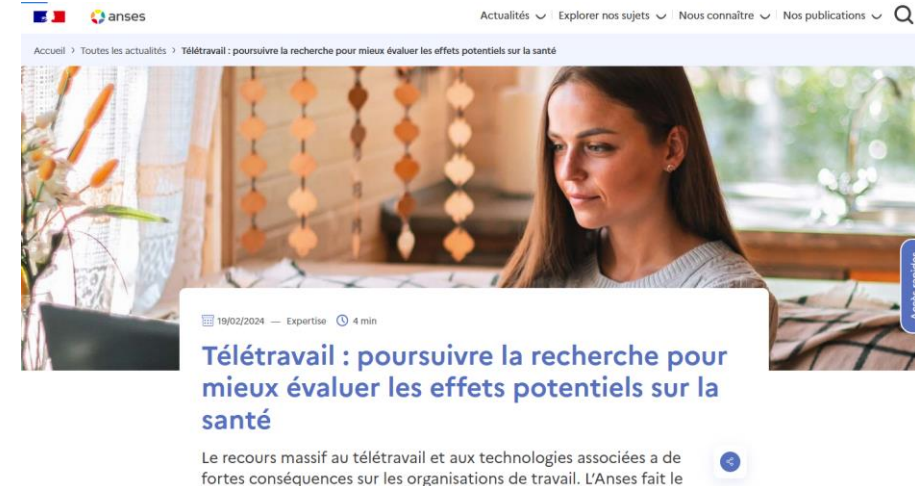 anses
Actualités Explorer nos sujets Nous connaître Nos publications
Accueil > Toutes les actualités > Télétravail : poursuivre la recherche pour mieux évaluer les effets potentiels sur la santé
Accès rapides
19/02/2024 — Expertise 4 min
Télétravail : poursuivre la recherche pour
mieux évaluer les effets potentiels sur la
santé
Le recours massif au télétravail et aux technologies associées a de
fortes conséquences sur les organisations de travail. L'Anses fait le